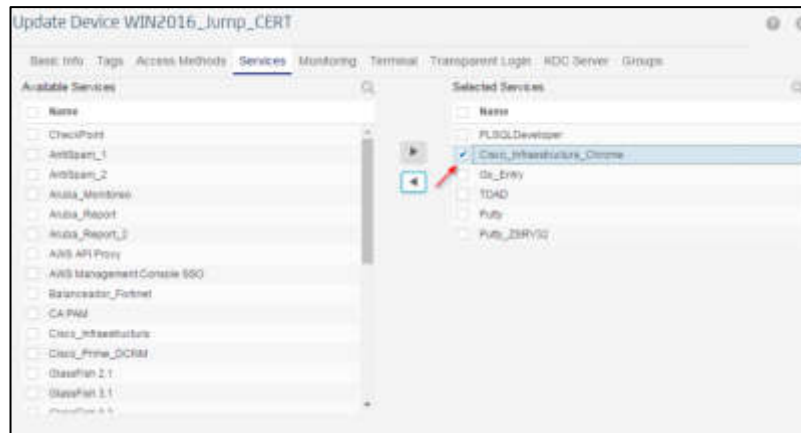 Update Device WIN2016_Jump_CERT
Basic Info Tags Access Methods Services Monitoring Terminal Transparent Login RDC Server Groups
Available Services
Selected Services
Name
Name
CheckPoint
AntiSpam_1
AntiSpam_2
Aruba_Monitoreo
Aruba_Report
Aruba_Report_2
AWS API Proxy
AWS Management Console SSO
Balanceador_Fortinet
CA PAM
Cisco_Infraestructura
Cisco_Prime_DCRM
GlassFish 2.1
GlassFish 3.1
PLSQLDeveloper
Cisco_Infraestructura_Chrome
Gx_Entry
TOAD
Putty
Putty_ZSRV32